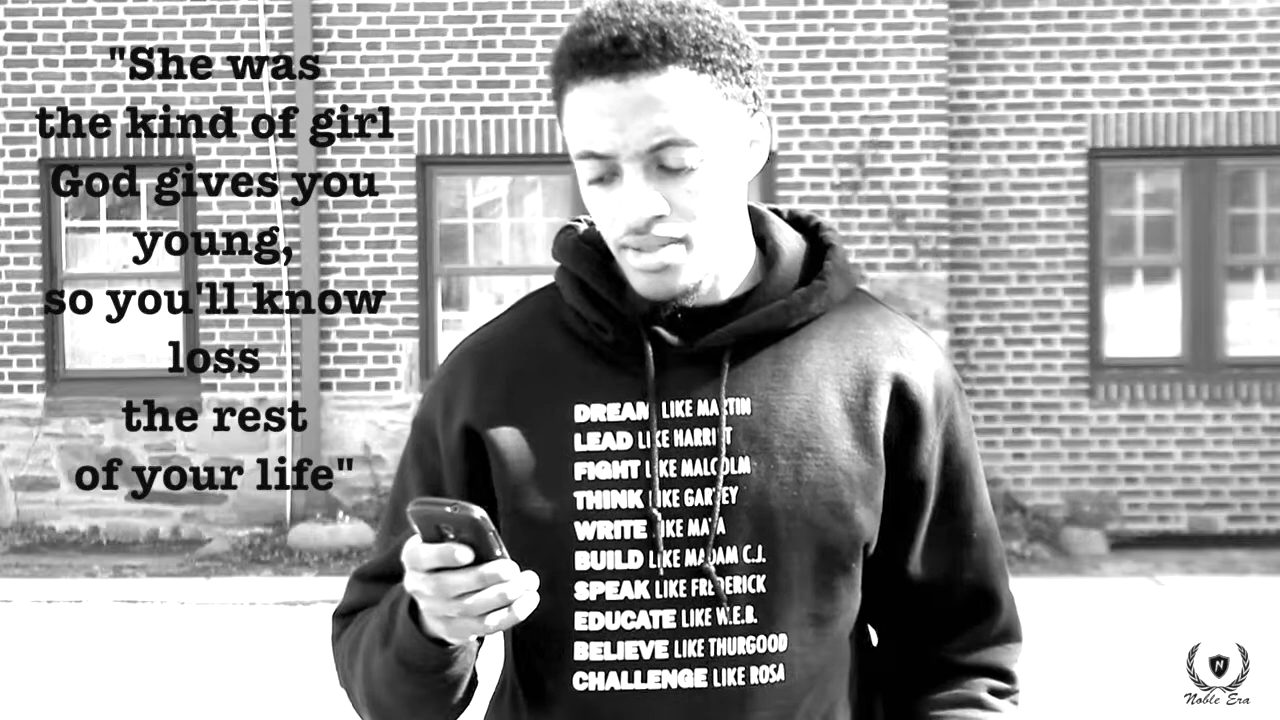 "She was
the kind of girl
God gives you
young,
so you'll know
loss
the rest
of your life"
DREAM LIKE MARTIN
LEAD LIKE HARRIET
FIGHT LIKE MALCOLM
THINK LIKE GARVEY
WRITE LIKE MAYA
BUILD LIKE MADAM C.J.
SPEAK LIKE FREDERICK
EDUCATE LIKE W.E.B.
BELIEVE LIKE THURGOOD
CHALLENGE LIKE ROSA
N
Noble Era